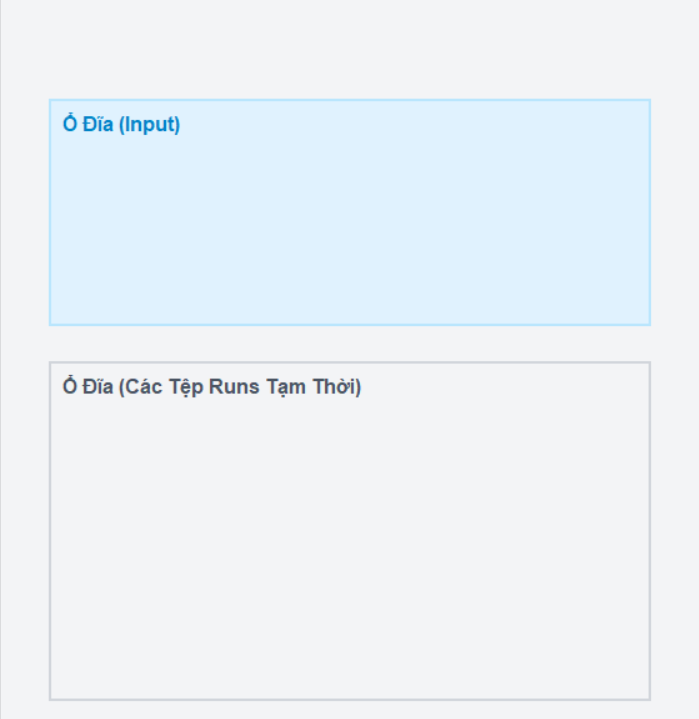 Ổ Đĩa (Input)
Ổ Đĩa (Các Tệp Runs Tạm Thời)